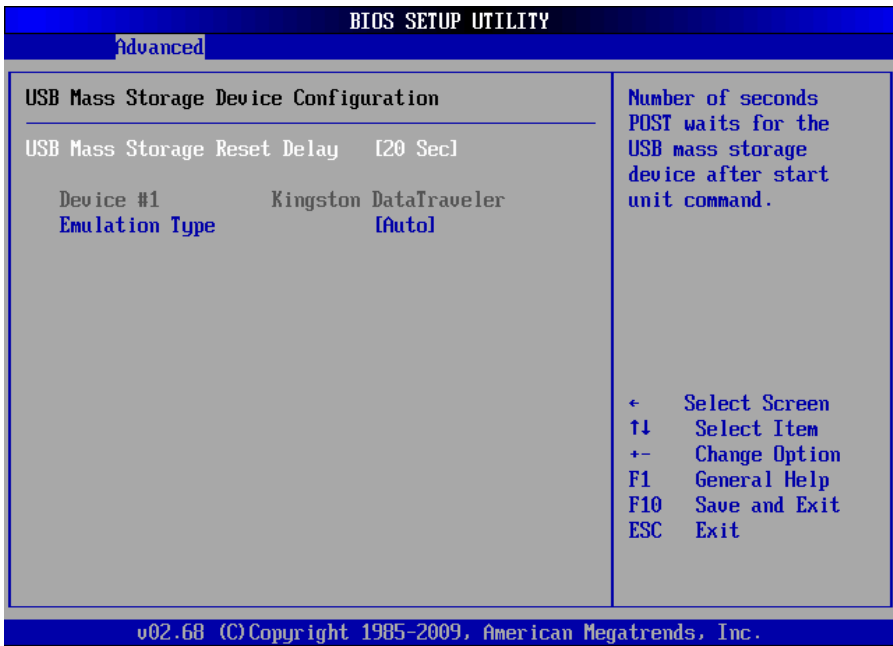 BIOS SETUP UTILITY
Advanced
USB Mass Storage Device Configuration
USB Mass Storage Reset Delay [20 Sec]
Device #1 Kingston DataTraveler
Emulation Type [Auto]
Number of seconds
POST waits for the
USB mass storage
device after start
unit command.
← Select Screen
↑↓ Select Item
+- Change Option
F1 General Help
F10 Save and Exit
ESC Exit
v02.68 (C)Copyright 1985-2009, American Megatrends, Inc.